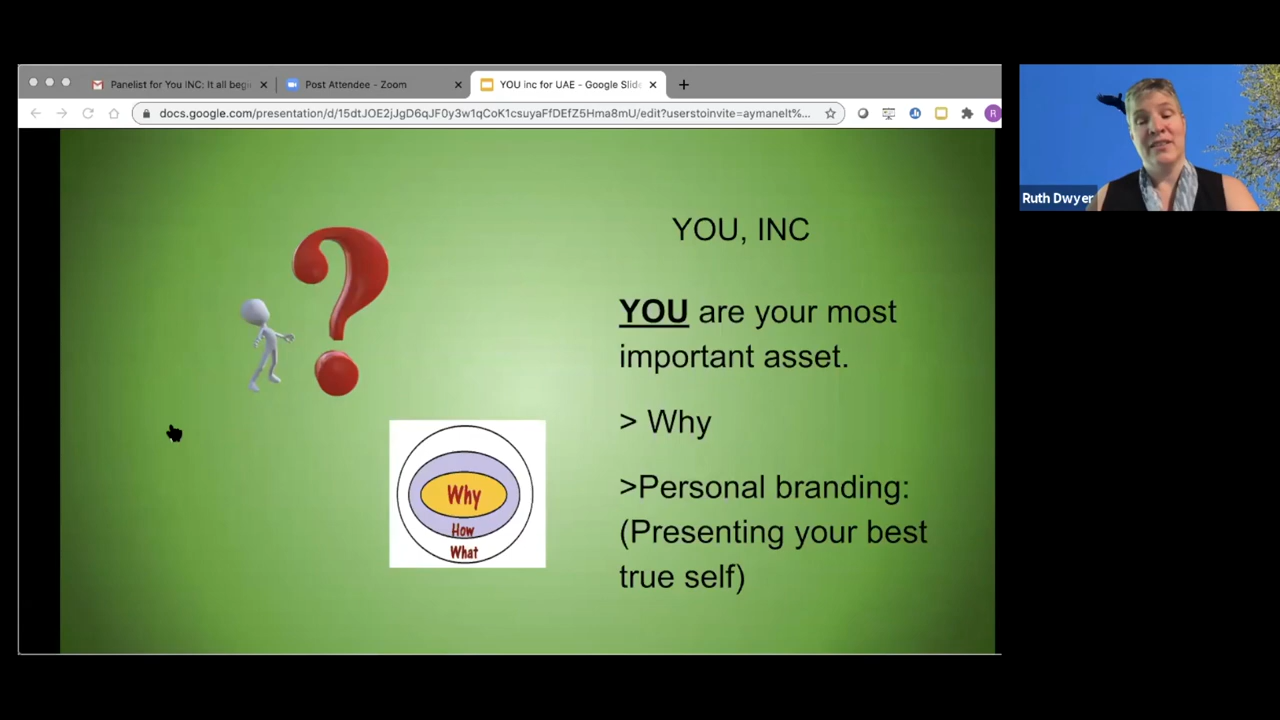 Panelist for You INC: It all begi
Post Attendee - Zoom
YOU inc for UAE - Google Slide
docs.google.com/presentation/d/15dtJOE2jJgD6qJF0y3w1qCoK1csuyaFfDEfZ5Hma8mU/edit?userstoinvite=aymanelt%...
R
Ruth Dwyer
YOU, INC
YOU are your most
important asset.
> Why
>Personal branding:
(Presenting your best
true self)
Why
How
What